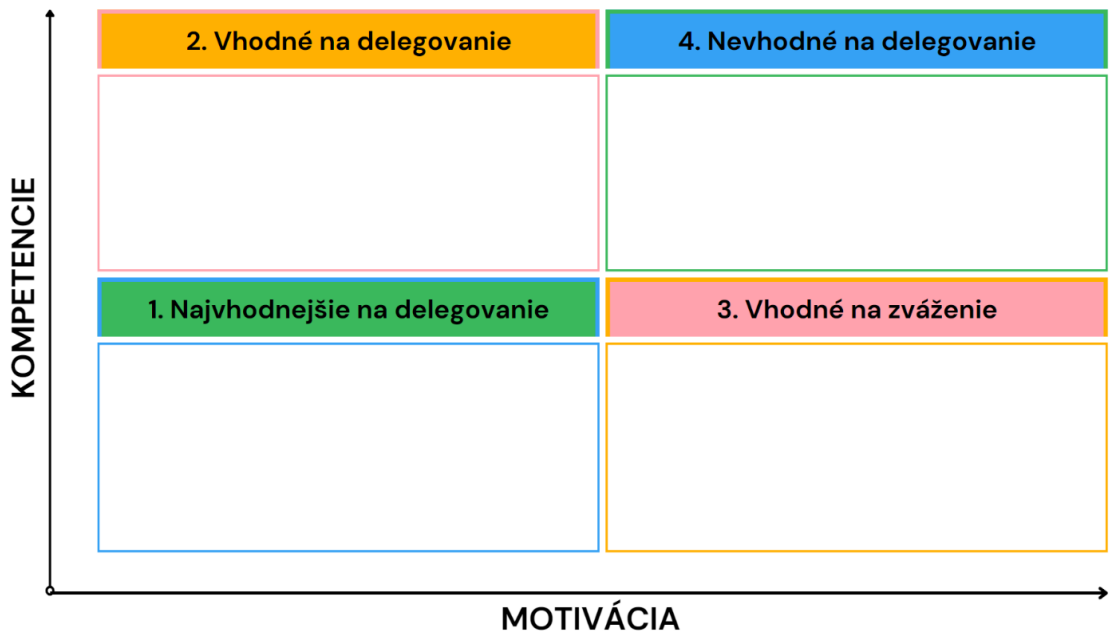 2. Vhodné na delegovanie
4. Nevhodné na delegovanie
KOMPETENCIE
1. Najvhodnejšie na delegovanie
3. Vhodné na zváženie
MOTIVÁCIA